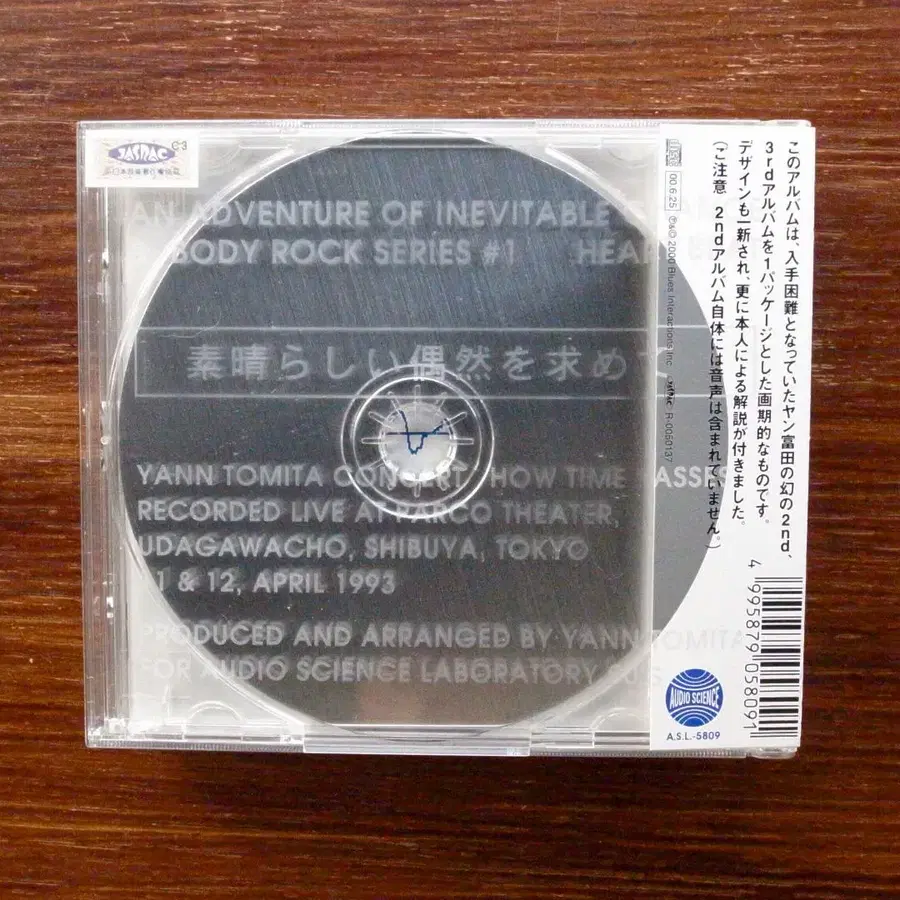 JASRAC
C-3
AN ADVENTURE OF INEVITABLE
BODY ROCK SERIES #1 HEAR
素晴らしい偶然を求めて
YANN TOMITA CONCERT HOW TIME PASSES
RECORDED LIVE AT PARCO THEATER,
UDAGAWACHO, SHIBUYA, TOKYO
1 & 12, APRIL 1993
PRODUCED AND ARRANGED BY YANN TOMITA
FOR AUDIO SCIENCE LABORATORY
このアルバムは、入手困難となっていたヤン富田の幻の2nd、
3rdアルバムを1パッケージとした画期的なものです。
デザインも一新され、更に本人による解説が付きました。
(ご注意 2ndアルバム自体には音声は含まれていません。)
00.6.25
℗&© 2000 Blues Interactions Inc.
R-0050137
4 995879 058091
AUDIO SCIENCE
A.S.L.-5809